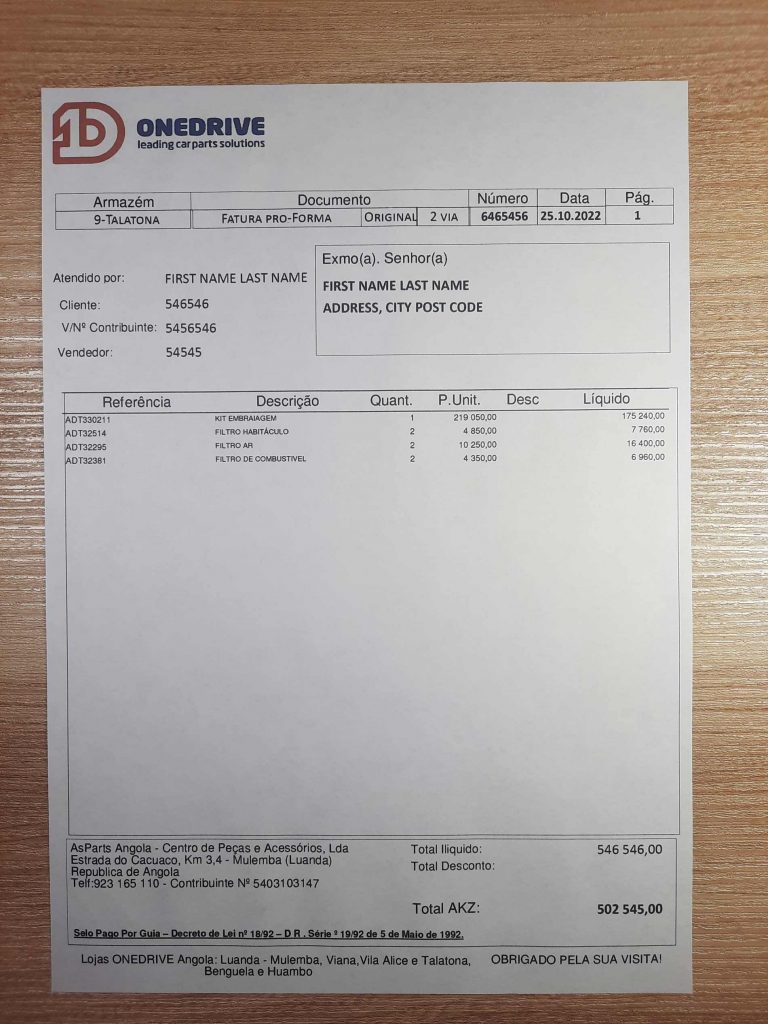 1D ONEDRIVE
leading carparts solutions
Armazém Documento Número Data Pág.
9-TALATONA FATURA PRO-FORMA ORIGINAL 2 VIA 6465456 25.10.2022 1
Exmo(a). Senhor(a)
Atendido por: FIRST NAME LAST NAME
FIRST NAME LAST NAME
Cliente: 546546
ADDRESS, CITY POST CODE
V/Nº Contribuinte: 5456546
Vendedor: 54545
Referência Descrição Quant. P.Unit. Desc Líquido
ADT330211 KIT EMBRAIAGEM 1 219 050,00 175 240,00
ADT32514 FILTRO HABITÁCULO 2 4 850,00 7 760,00
ADT32295 FILTRO AR 2 10 250,00 16 400,00
ADT32381 FILTRO DE COMBUSTIVEL 2 4 350,00 6 960,00
AsParts Angola - Centro de Peças e Acessórios, Lda
Estrada do Cacuaco, Km 3,4 - Mulemba (Luanda)
Republica de Angola
Telf:923 165 110 - Contribuinte Nº 5403103147
Total Iliquido: 546 546,00
Total Desconto:
Total AKZ: 502 545,00
Selo Pago Por Guia – Decreto de Lei nº 18/92 – D R . Série ª 19/92 de 5 de Maio de 1992.
Lojas ONEDRIVE Angola: Luanda - Mulemba, Viana,Vila Alice e Talatona,
Benguela e Huambo
OBRIGADO PELA SUA VISITA!